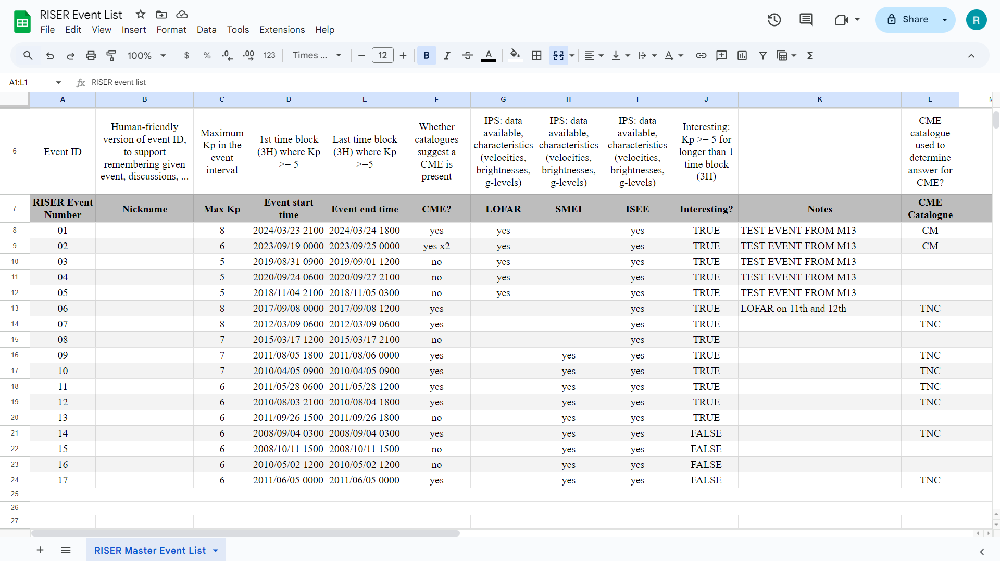 RISER Event List
File Edit View Insert Format Data Tools Extensions Help
Share
R
100% $ % .0 .00 123 Times ... 12 B I A
A1:L1 fx RISER event list
A B C D E F G H I J K L
6 Event ID Human-friendly version of event ID, to support remembering given event, discussions, ... Maximum Kp in the event interval 1st time block (3H) where Kp >= 5 Last time block (3H) where Kp >=5 Whether catalogues suggest a CME is present IPS: data available, characteristics (velocities, brightnesses, g-levels) IPS: data available, characteristics (velocities, brightnesses, g-levels) IPS: data available, characteristics (velocities, brightnesses, g-levels) Interesting: Kp >= 5 for longer than 1 time block (3H) CME catalogue used to determine answer for CME?
7 RISER Event Number Nickname Max Kp Event start time Event end time CME? LOFAR SMEI ISEE Interesting? Notes CME Catalogue
8 01 8 2024/03/23 2100 2024/03/24 1800 yes yes yes TRUE TEST EVENT FROM M13 CM
9 02 6 2023/09/19 0000 2023/09/25 0000 yes x2 yes yes TRUE TEST EVENT FROM M13 CM
10 03 5 2019/08/31 0900 2019/09/01 1200 no yes yes TRUE TEST EVENT FROM M13
11 04 5 2020/09/24 0600 2020/09/27 2100 no yes yes TRUE TEST EVENT FROM M13
12 05 5 2018/11/04 2100 2018/11/05 0300 no yes yes TRUE TEST EVENT FROM M13
13 06 8 2017/09/08 0000 2017/09/08 1200 yes yes TRUE LOFAR on 11th and 12th TNC
14 07 8 2012/03/09 0600 2012/03/09 0600 yes yes TRUE TNC
15 08 7 2015/03/17 1200 2015/03/17 2100 no yes TRUE
16 09 7 2011/08/05 1800 2011/08/06 0000 yes yes yes TRUE TNC
17 10 7 2010/04/05 0900 2010/04/05 0900 yes yes yes TRUE TNC
18 11 6 2011/05/28 0600 2011/05/28 1200 yes yes yes TRUE TNC
19 12 6 2010/08/03 2100 2010/08/04 1800 yes yes yes TRUE TNC
20 13 6 2011/09/26 1500 2011/09/26 1800 no yes yes TRUE
21 14 6 2008/09/04 0300 2008/09/04 0300 yes yes yes FALSE TNC
22 15 6 2008/10/11 1500 2008/10/11 1500 no yes yes FALSE
23 16 6 2010/05/02 1200 2010/05/02 1200 no yes yes FALSE
24 17 6 2011/06/05 0000 2011/06/05 0000 yes yes yes FALSE TNC
25
26
27
RISER Master Event List